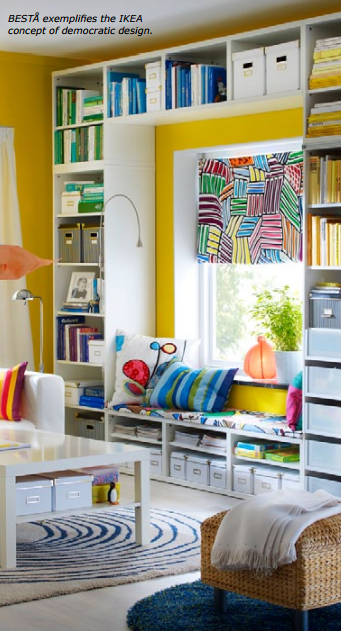 BESTÅ exemplifies the IKEA
concept of democratic design.